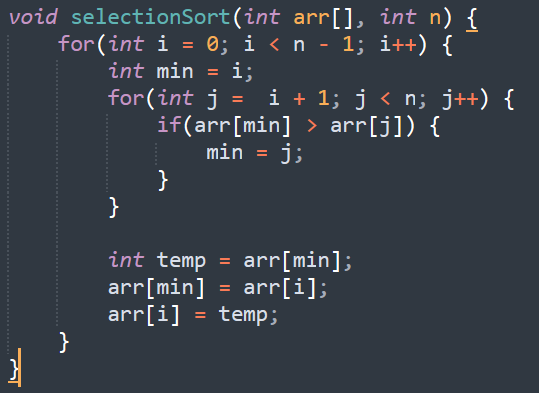 void selectionSort(int arr[], int n) {
    for(int i = 0; i < n - 1; i++) {
        int min = i;
        for(int j =  i + 1; j < n; j++) {
            if(arr[min] > arr[j]) {
                min = j;
            }
        }

        int temp = arr[min];
        arr[min] = arr[i];
        arr[i] = temp;
    }
}